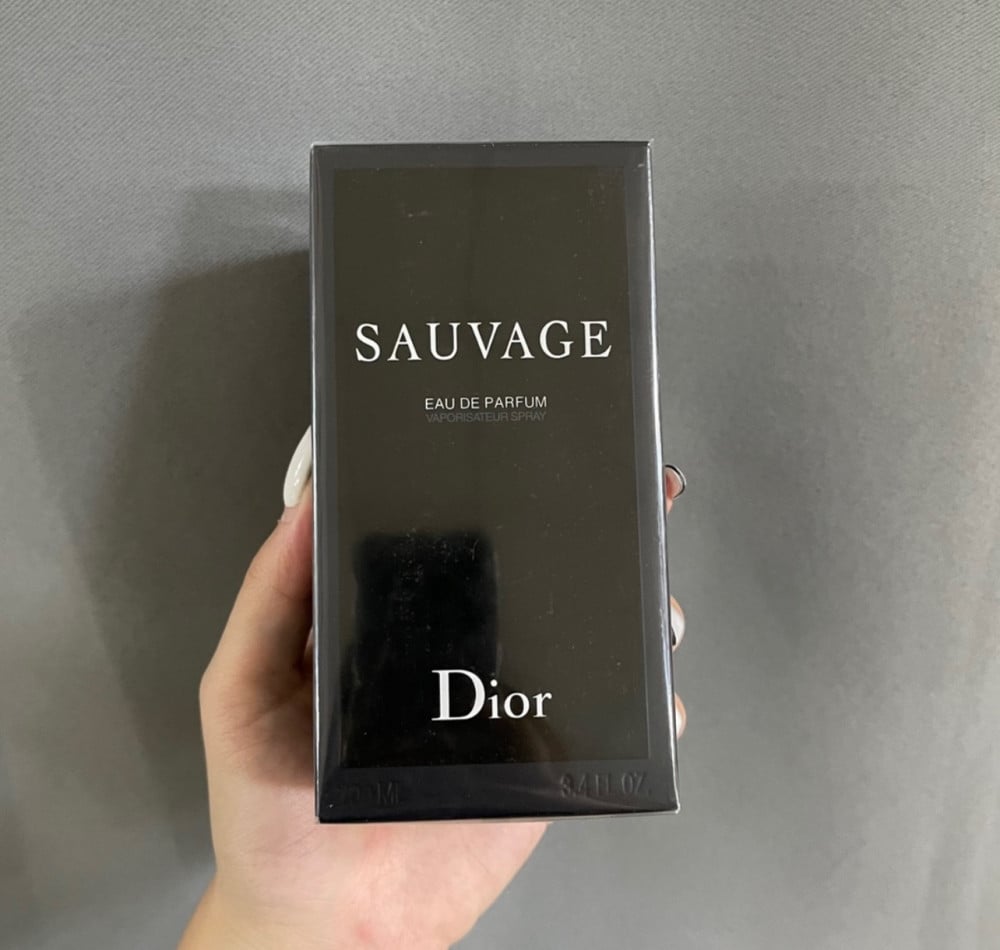 SAUVAGE
EAU DE PARFUM
VAPORISATEUR SPRAY
Dior
3.4 FL.OZ.